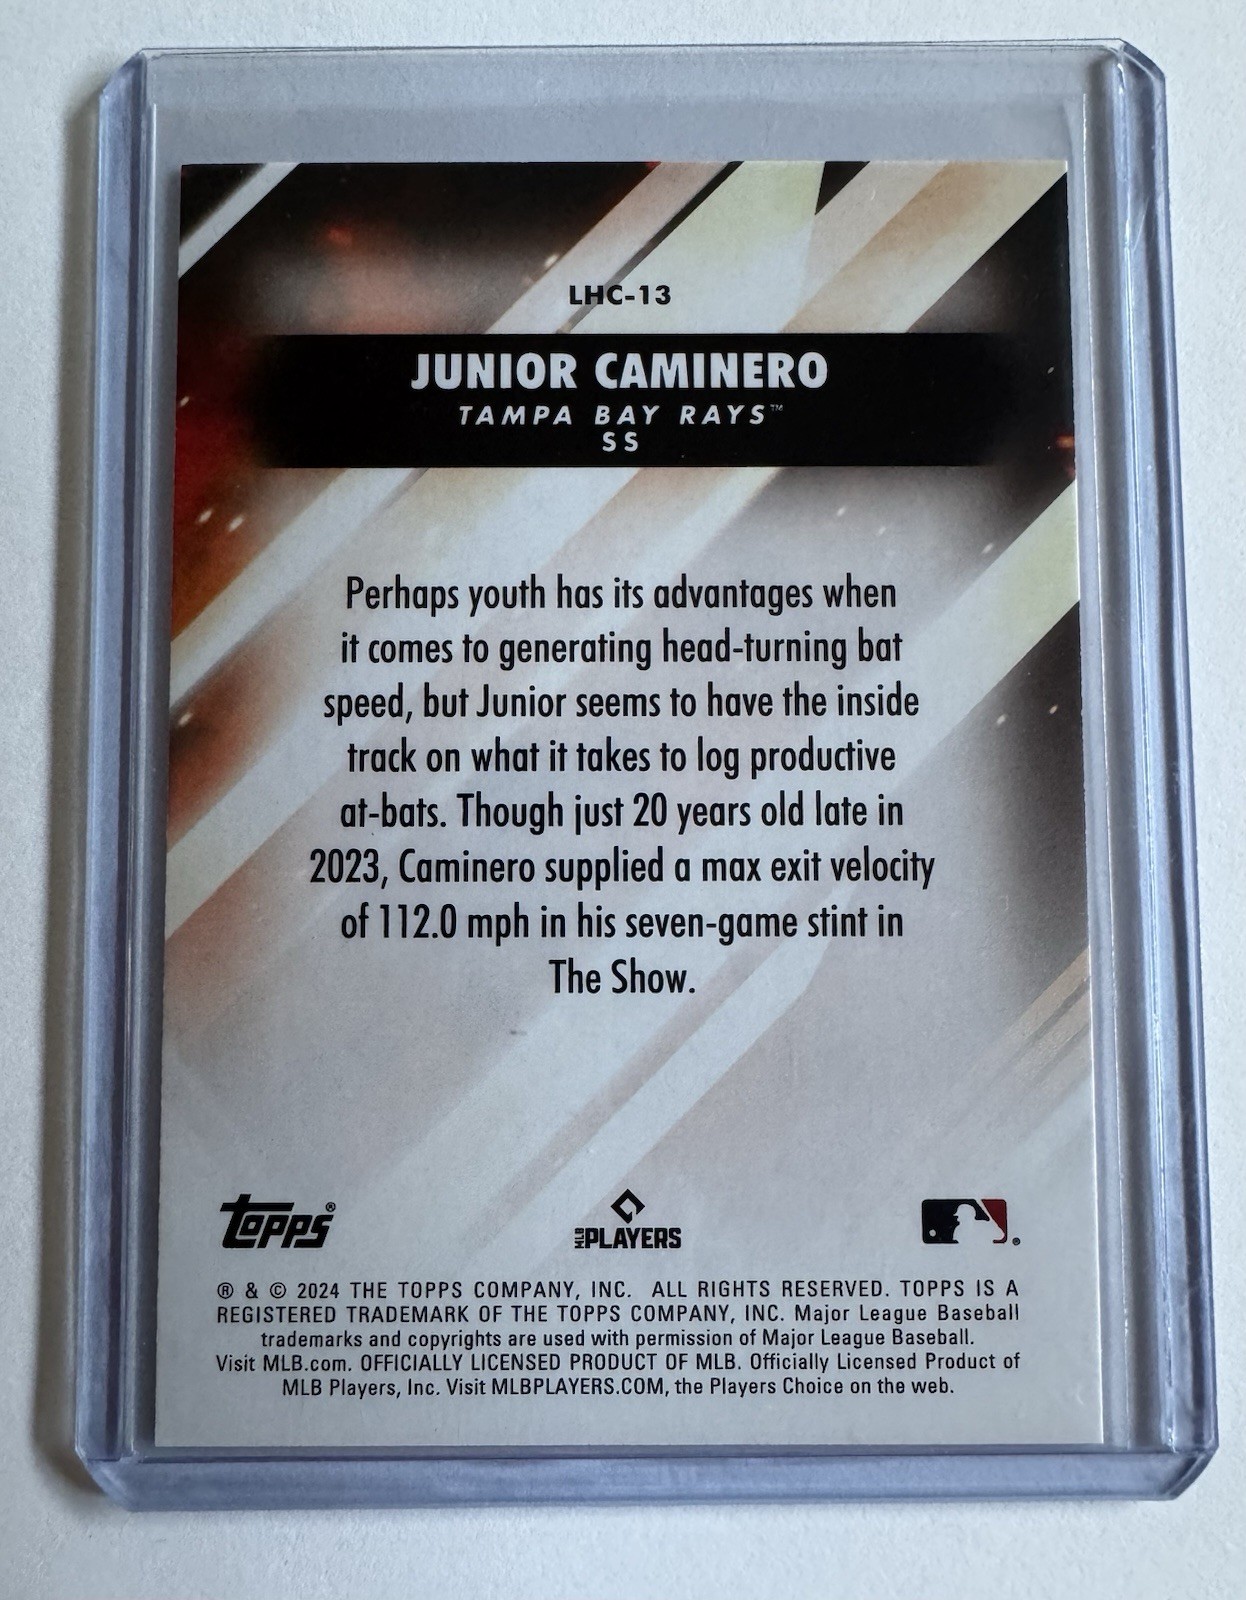 LHC-13
JUNIOR CAMINERO
TAMPA BAY RAYS™
SS
Perhaps youth has its advantages when
it comes to generating head-turning bat
speed, but Junior seems to have the inside
track on what it takes to log productive
at-bats. Though just 20 years old late in
2023, Caminero supplied a max exit velocity
of 112.0 mph in his seven-game stint in
The Show.
topps®
MLB PLAYERS
®
® & © 2024 THE TOPPS COMPANY, INC. ALL RIGHTS RESERVED. TOPPS IS A
REGISTERED TRADEMARK OF THE TOPPS COMPANY, INC. Major League Baseball
trademarks and copyrights are used with permission of Major League Baseball.
Visit MLB.com. OFFICIALLY LICENSED PRODUCT OF MLB. Officially Licensed Product of
MLB Players, Inc. Visit MLBPLAYERS.COM, the Players Choice on the web.